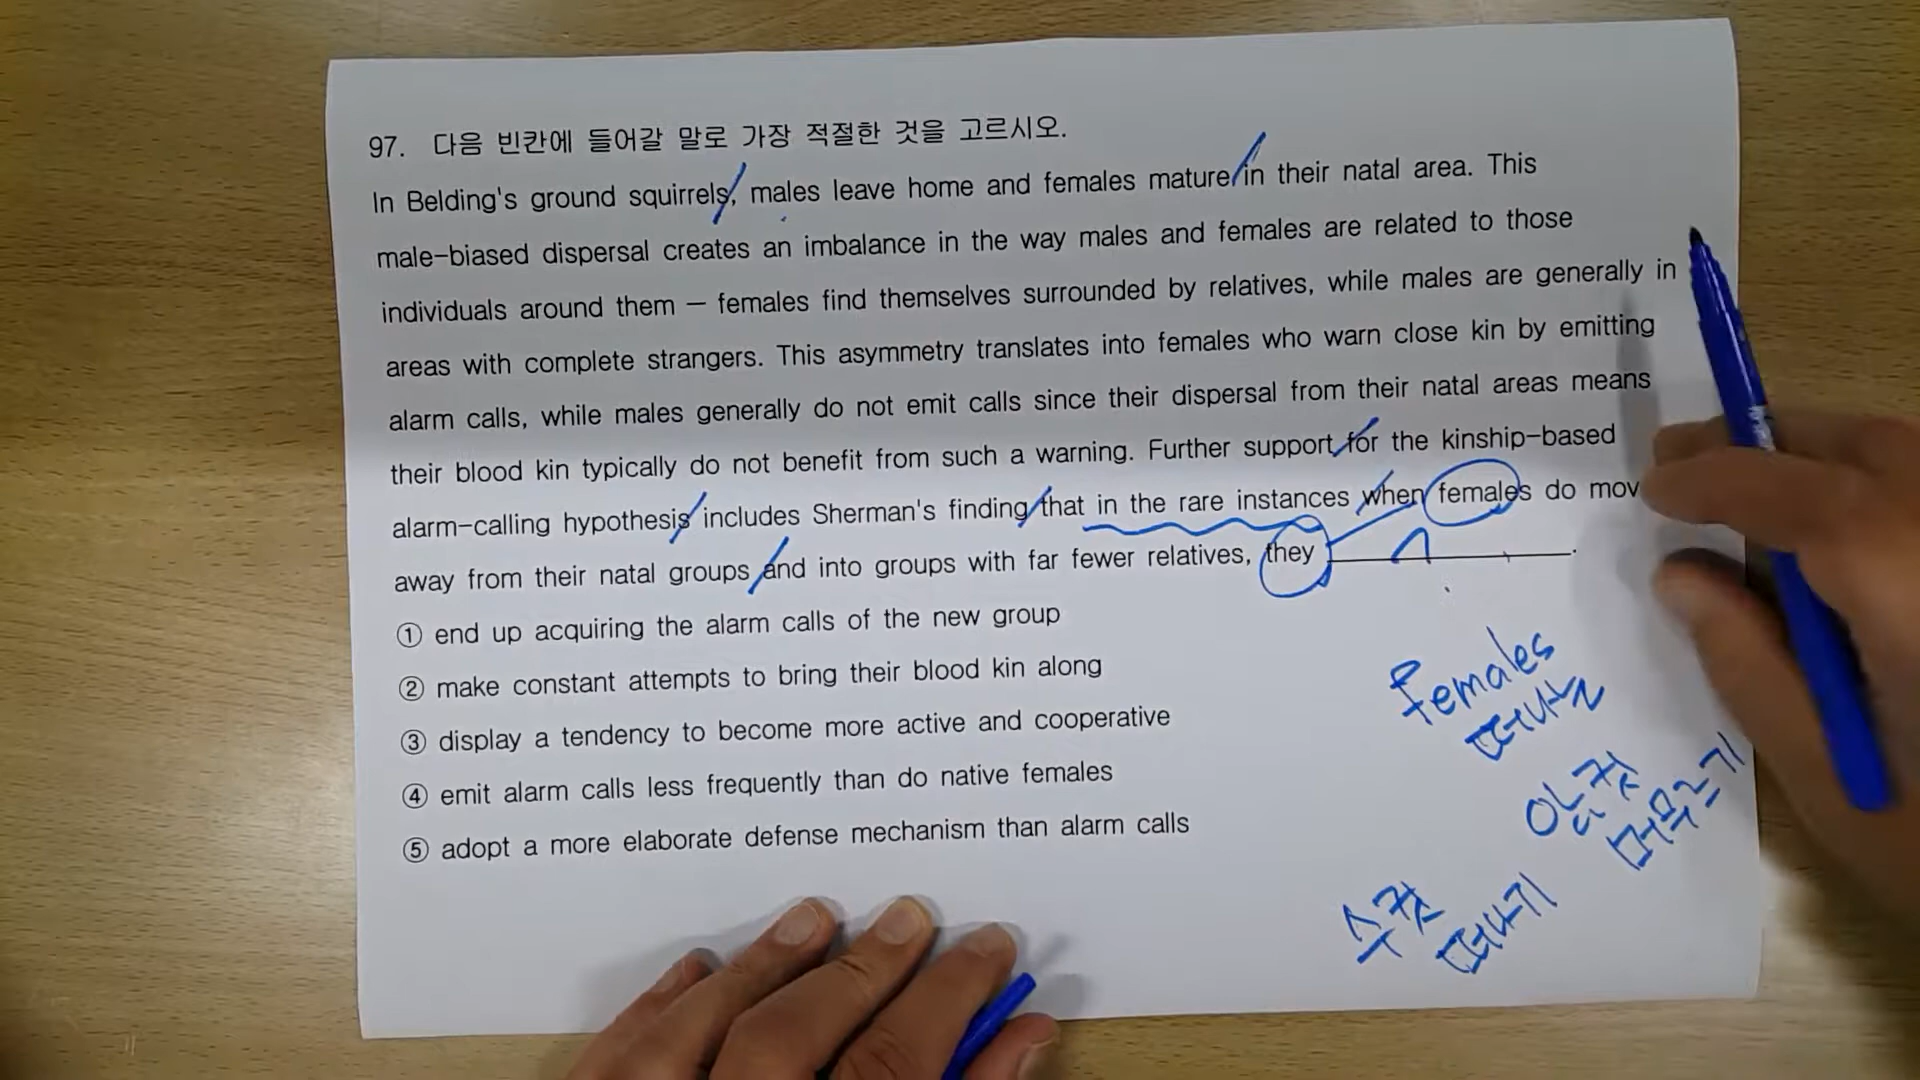 97. 다음 빈칸에 들어갈 말로 가장 적절한 것을 고르시오.
In Belding's ground squirrels, males leave home and females mature in their natal area. This
male-biased dispersal creates an imbalance in the way males and females are related to those
individuals around them — females find themselves surrounded by relatives, while males are generally in
areas with complete strangers. This asymmetry translates into females who warn close kin by emitting
alarm calls, while males generally do not emit calls since their dispersal from their natal areas means
their blood kin typically do not benefit from such a warning. Further support for the kinship-based
alarm-calling hypothesis includes Sherman's finding that in the rare instances when females do mov
away from their natal groups and into groups with far fewer relatives, they ____________.
① end up acquiring the alarm calls of the new group
② make constant attempts to bring their blood kin along
③ display a tendency to become more active and cooperative
④ emit alarm calls less frequently than do native females
⑤ adopt a more elaborate defense mechanism than alarm calls
females
떠나는
암컷
머무르기
수컷
떠나기